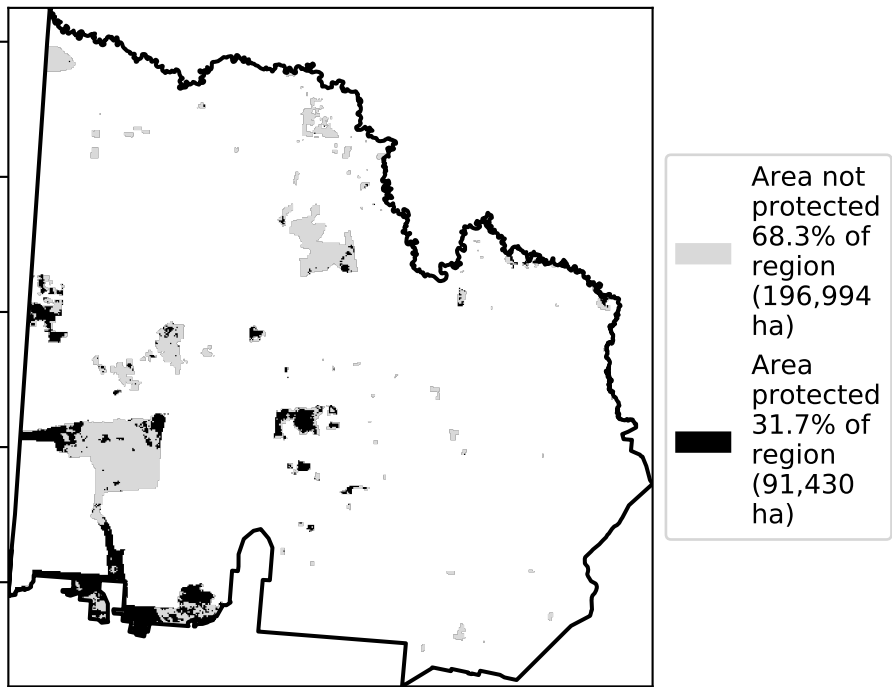 Area not
protected
68.3% of
region
(196,994
ha)
Area
protected
31.7% of
region
(91,430
ha)